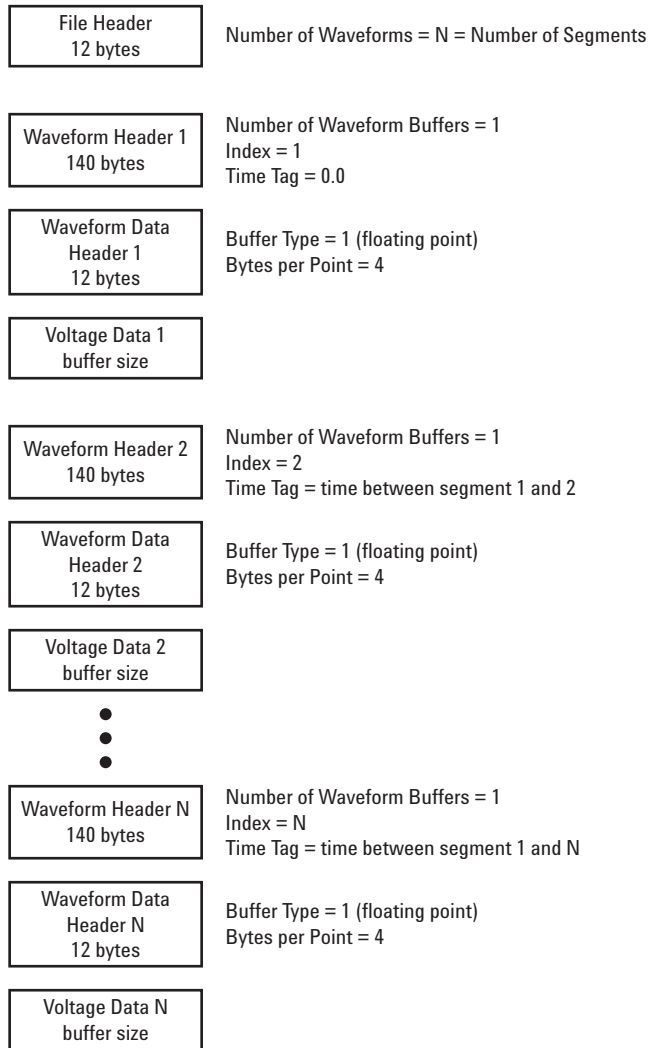 File Header
12 bytes
Number of Waveforms = N = Number of Segments
Waveform Header 1
140 bytes
Number of Waveform Buffers = 1
Index = 1
Time Tag = 0.0
Waveform Data
Header 1
12 bytes
Buffer Type = 1 (floating point)
Bytes per Point = 4
Voltage Data 1
buffer size
Waveform Header 2
140 bytes
Number of Waveform Buffers = 1
Index = 2
Time Tag = time between segment 1 and 2
Waveform Data
Header 2
12 bytes
Buffer Type = 1 (floating point)
Bytes per Point = 4
Voltage Data 2
buffer size
Waveform Header N
140 bytes
Number of Waveform Buffers = 1
Index = N
Time Tag = time between segment 1 and N
Waveform Data
Header N
12 bytes
Buffer Type = 1 (floating point)
Bytes per Point = 4
Voltage Data N
buffer size